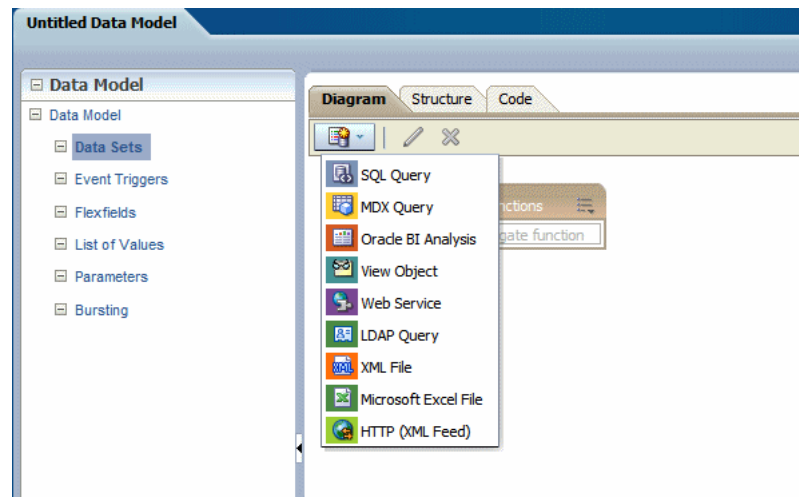 Untitled Data Model
Data Model
Data Model
Data Sets
Event Triggers
Flexfields
List of Values
Parameters
Bursting
Diagram Structure Code
SQL Query
MDX Query
Oracle BI Analysis
View Object
Web Service
LDAP Query
XML File
Microsoft Excel File
HTTP (XML Feed)
nctions
gate function